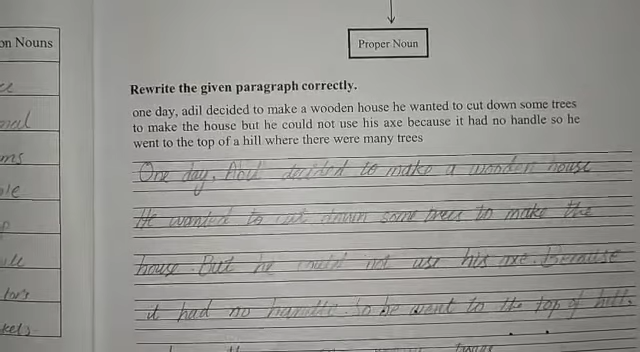 Proper Noun
on Nouns
Rewrite the given paragraph correctly.
one day, adil decided to make a wooden house he wanted to cut down some trees
to make the house but he could not use his axe because it had no handle so he
went to the top of a hill where there were many trees
One day, Adil decided to make a wooden house
He wanted to cut down some trees to make the
house. But he could not use his axe. Because
it had no handle. So he went to the top of hill.